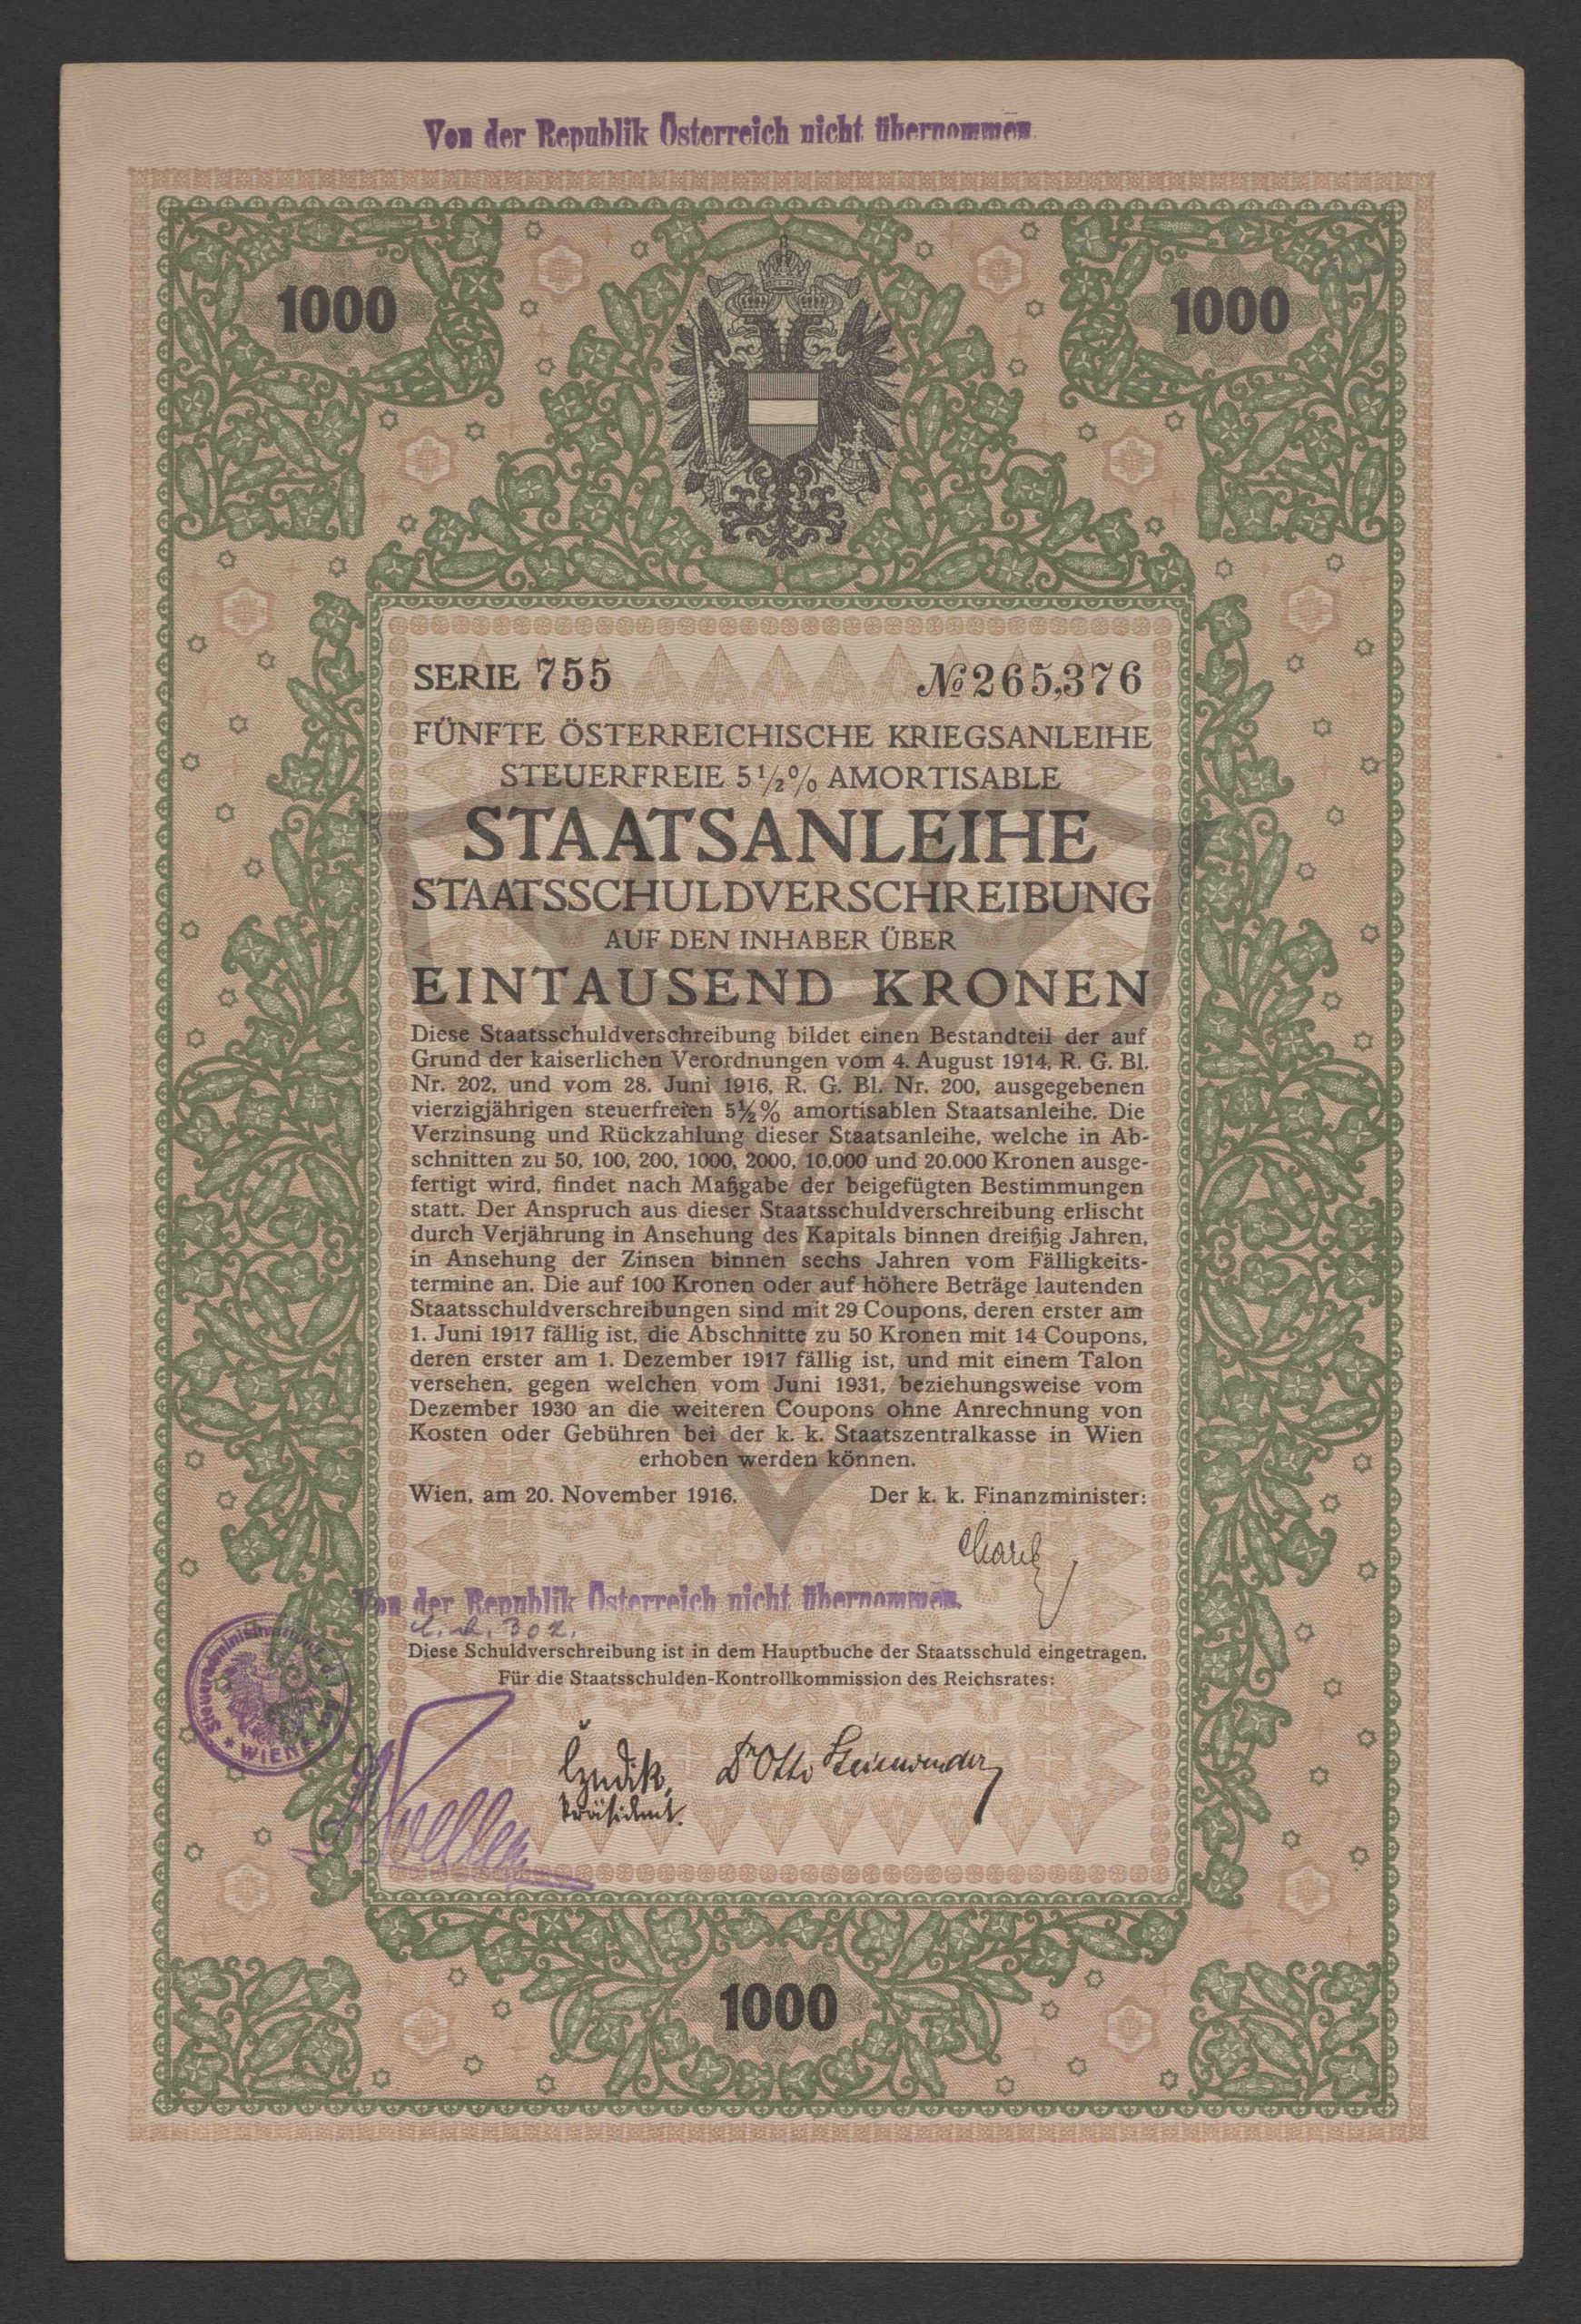 Von der Republik Österreich nicht übernommen.
1000 1000
SERIE 755 № 265,376
FÜNFTE ÖSTERREICHISCHE KRIEGSANLEIHE
STEUERFREIE 5½% AMORTISABLE
STAATSANLEIHE
STAATSSCHULDVERSCHREIBUNG
AUF DEN INHABER ÜBER
EINTAUSEND KRONEN
Diese Staatsschuldverschreibung bildet einen Bestandteil der auf
Grund der kaiserlichen Verordnungen vom 4. August 1914, R. G. Bl.
Nr. 202, und vom 28. Juni 1916, R. G. Bl. Nr. 200, ausgegebenen
vierzigjährigen steuerfreien 5½% amortisablen Staatsanleihe. Die
Verzinsung und Rückzahlung dieser Staatsanleihe, welche in Ab-
schnitten zu 50, 100, 200, 1000, 2000, 10.000 und 20.000 Kronen ausge-
fertigt wird, findet nach Maßgabe der beigefügten Bestimmungen
statt. Der Anspruch aus dieser Staatsschuldverschreibung erlischt
durch Verjährung in Ansehung des Kapitals binnen dreißig Jahren,
in Ansehung der Zinsen binnen sechs Jahren vom Fälligkeits-
termine an. Die auf 100 Kronen oder auf höhere Beträge lautenden
Staatsschuldverschreibungen sind mit 29 Coupons, deren erster am
1. Juni 1917 fällig ist, die Abschnitte zu 50 Kronen mit 14 Coupons,
deren erster am 1. Dezember 1917 fällig ist, und mit einem Talon
versehen, gegen welchen vom Juni 1931, beziehungsweise vom
Dezember 1930 an die weiteren Coupons ohne Anrechnung von
Kosten oder Gebühren bei der k. k. Staatszentralkasse in Wien
erhoben werden können.
Wien, am 20. November 1916. Der k. k. Finanzminister:
Von der Republik Österreich nicht übernommen.
302.
Diese Schuldverschreibung ist in dem Hauptbuche der Staatsschuld eingetragen.
Für die Staatsschulden-Kontrollkommission des Reichsrates:
WIEN
Czedik, Dr Otto Steinwender
Präsident.
1000